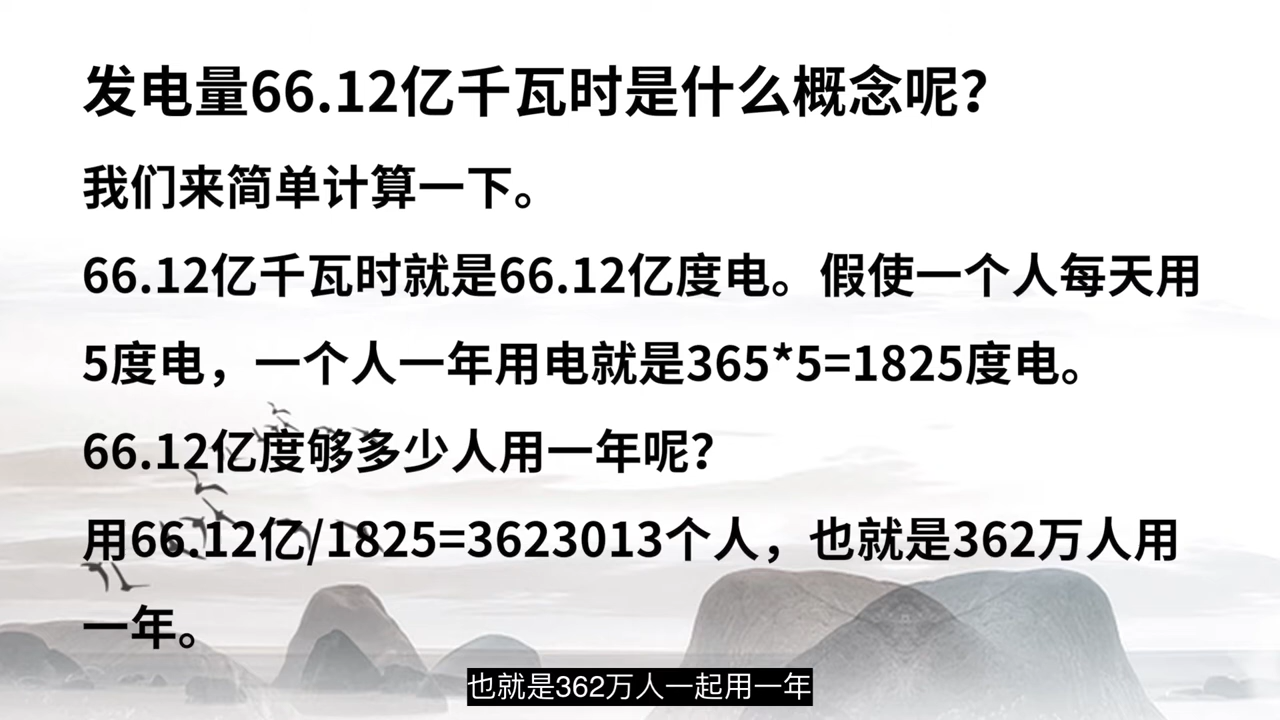 发电量66.12亿千瓦时是什么概念呢？
我们来简单计算一下。
66.12亿千瓦时就是66.12亿度电。假使一个人每天用
5度电，一个人一年用电就是365*5=1825度电。
66.12亿度够多少人用一年呢？
用66.12亿/1825=3623013个人，也就是362万人用
一年。
也就是362万人一起用一年